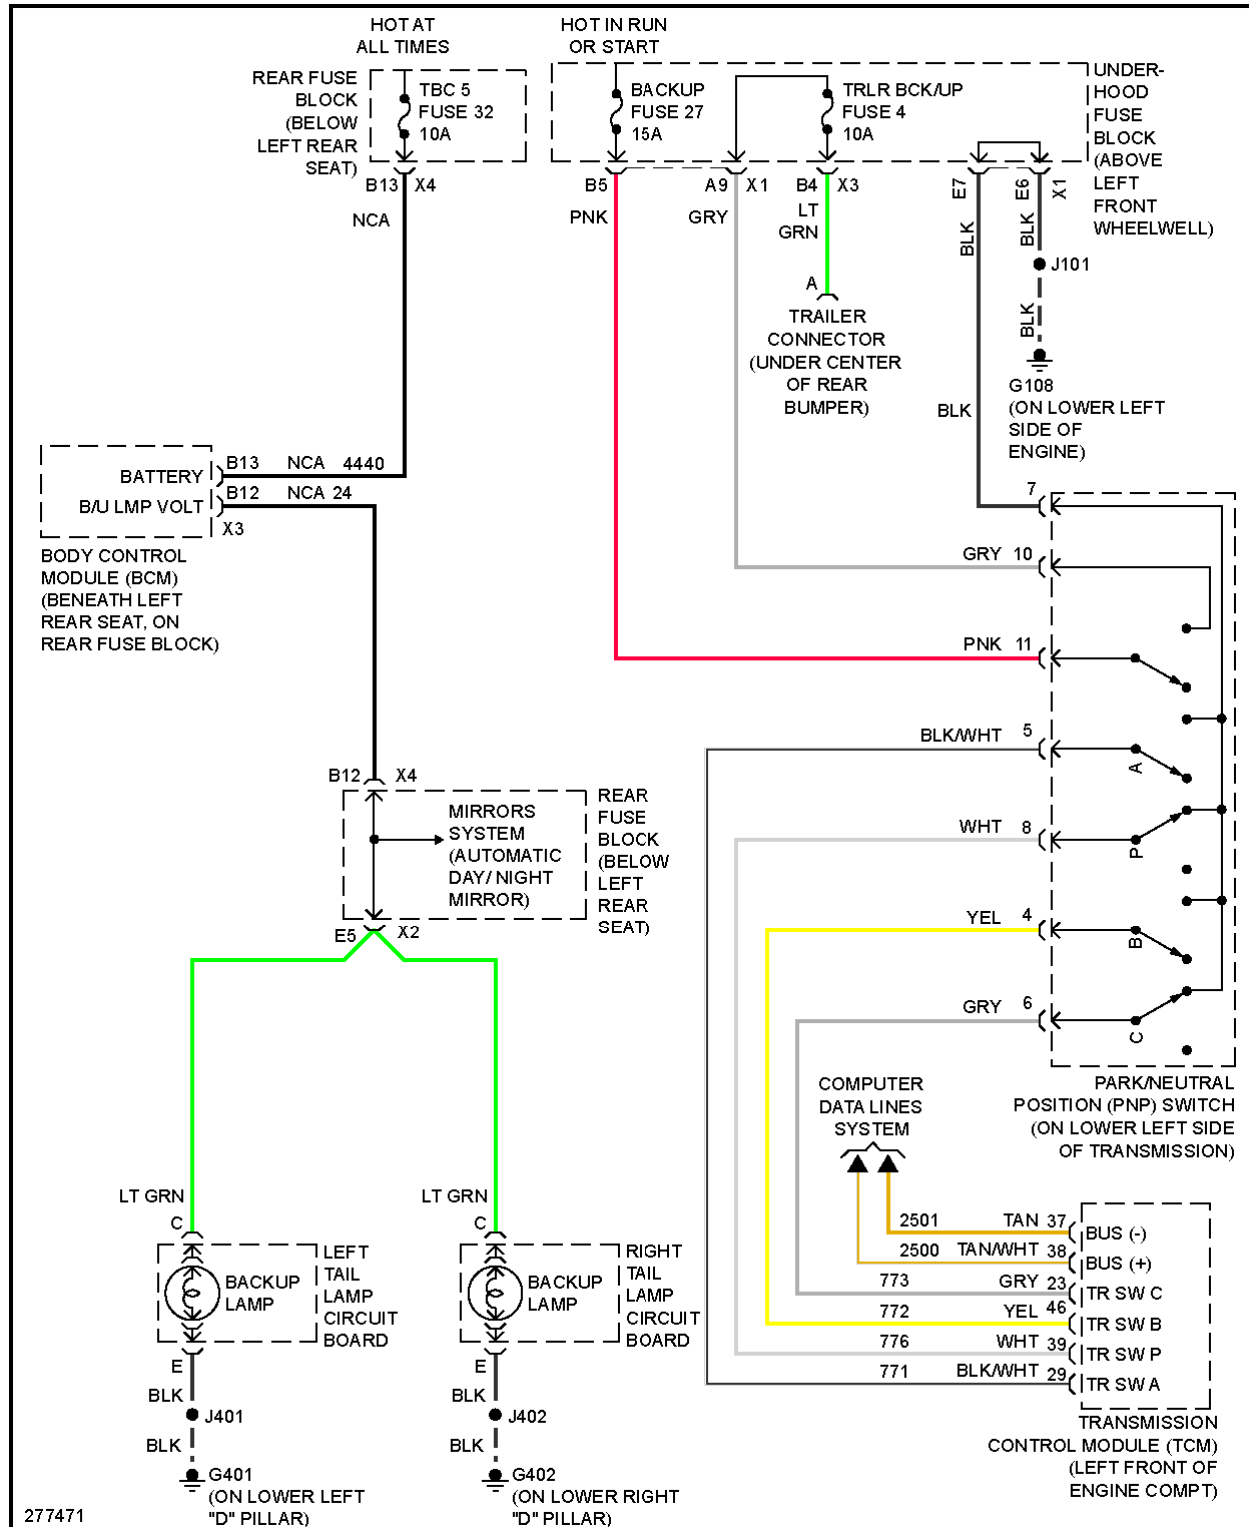 HOT AT
ALL TIMES
HOT IN RUN
OR START
REAR FUSE
BLOCK
(BELOW
LEFT REAR
SEAT)
TBC 5
FUSE 32
10A
BACKUP
FUSE 27
15A
TRLR BCK/UP
FUSE 4
10A
UNDER-
HOOD
FUSE
BLOCK
(ABOVE
LEFT
FRONT
WHEELWELL)
B13 X4
B5
A9 X1
B4 X3
E7
E6
X1
NCA
PNK
GRY
LT
GRN
BLK
BLK
J101
BLK
A
TRAILER
CONNECTOR
(UNDER CENTER
OF REAR
BUMPER)
G108
(ON LOWER LEFT
SIDE OF
ENGINE)
BLK
BATTERY
B/U LMP VOLT
B13 NCA 4440
B12 NCA 24
X3
BODY CONTROL
MODULE (BCM)
(BENEATH LEFT
REAR SEAT, ON
REAR FUSE BLOCK)
7
GRY 10
PNK 11
BLK/WHT 5
A
WHT 8
P
YEL 4
B
GRY 6
C
PARK/NEUTRAL
POSITION (PNP) SWITCH
(ON LOWER LEFT SIDE
OF TRANSMISSION)
B12 X4
MIRRORS
SYSTEM
(AUTOMATIC
DAY/ NIGHT
MIRROR)
REAR
FUSE
BLOCK
(BELOW
LEFT
REAR
SEAT)
E5 X2
COMPUTER
DATA LINES
SYSTEM
2501 TAN 37 BUS (-)
2500 TAN/WHT 38 BUS (+)
773 GRY 23 TR SW C
772 YEL 46 TR SW B
776 WHT 39 TR SW P
771 BLK/WHT 29 TR SW A
TRANSMISSION
CONTROL MODULE (TCM)
(LEFT FRONT OF
ENGINE COMPT)
LT GRN
C
LT GRN
C
BACKUP
LAMP
LEFT
TAIL
LAMP
CIRCUIT
BOARD
BACKUP
LAMP
RIGHT
TAIL
LAMP
CIRCUIT
BOARD
E
BLK
J401
BLK
G401
(ON LOWER LEFT
"D" PILLAR)
E
BLK
J402
BLK
G402
(ON LOWER RIGHT
"D" PILLAR)
277471